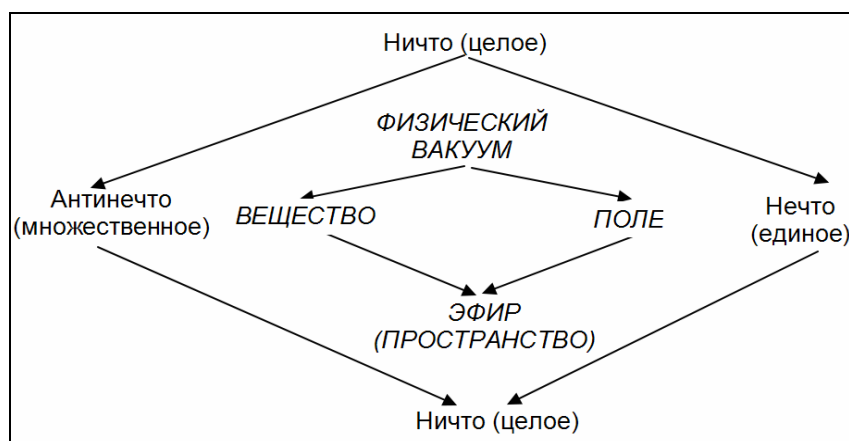 Ничто (целое)
ФИЗИЧЕСКИЙ
ВАКУУМ
Антинечто
(множественное)
ВЕЩЕСТВО
ПОЛЕ
Нечто
(единое)
ЭФИР
(ПРОСТРАНСТВО)
Ничто (целое)